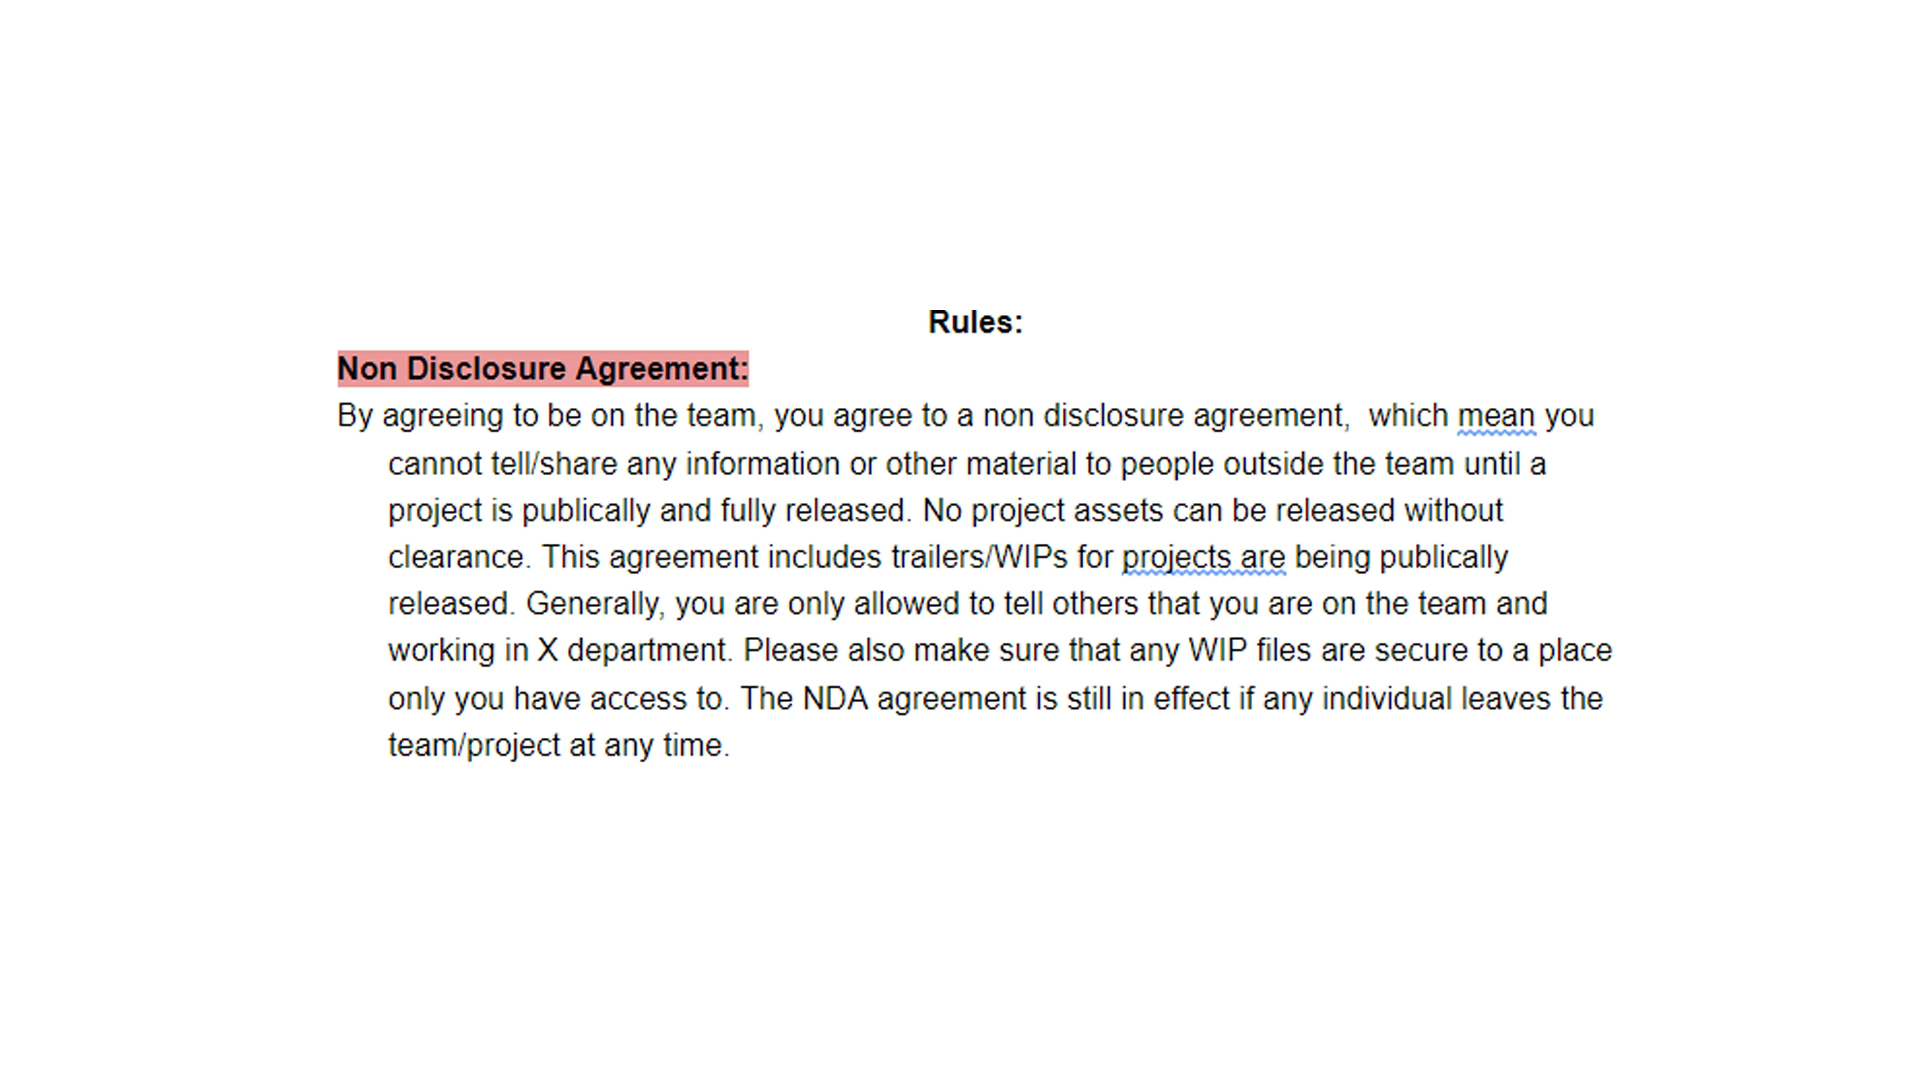 Rules:
Non Disclosure Agreement:
By agreeing to be on the team, you agree to a non disclosure agreement,  which mean you
cannot tell/share any information or other material to people outside the team until a
project is publically and fully released. No project assets can be released without
clearance. This agreement includes trailers/WIPs for projects are being publically
released. Generally, you are only allowed to tell others that you are on the team and
working in X department. Please also make sure that any WIP files are secure to a place
only you have access to. The NDA agreement is still in effect if any individual leaves the
team/project at any time.